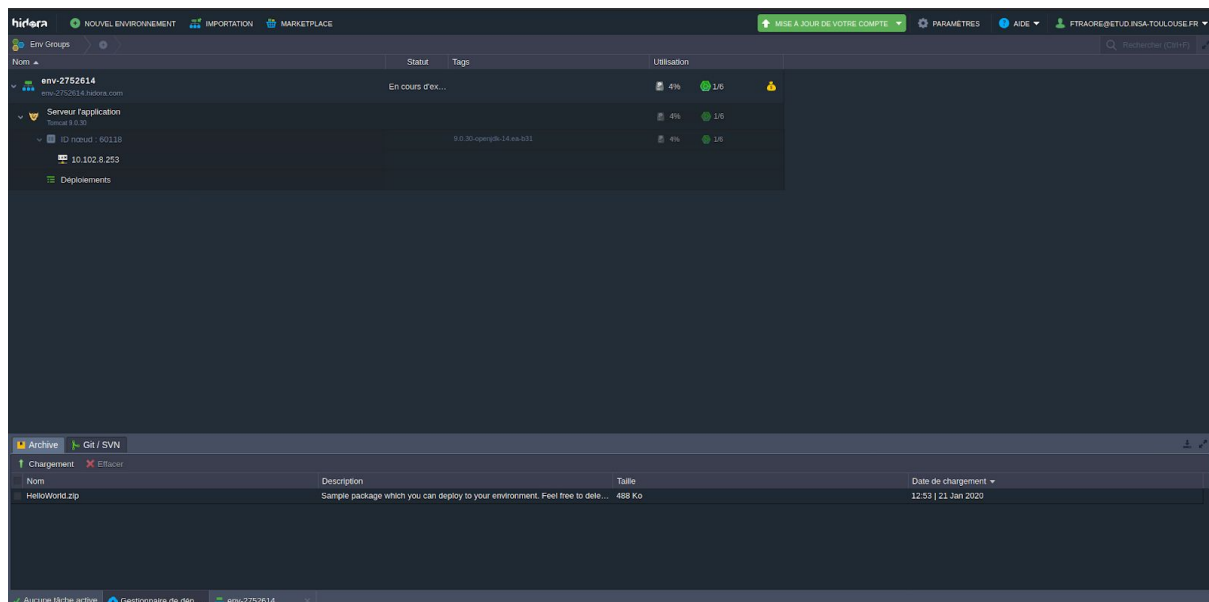 hidora NOUVEL ENVIRONNEMENT IMPORTATION MARKETPLACE MISE À JOUR DE VOTRE COMPTE PARAMÈTRES AIDE FTRAORE@ETUD.INSA-TOULOUSE.FR
Env Groups Rechercher (Ctrl+F)
Nom Statut Tags Utilisation
env-2752614
env-2752614.hidora.com
En cours d'ex... 4% 1/6
Serveur l'application
Tomcat 9.0.30
4% 1/6
ID nœud : 60118 9.0.30-openjdk-14.ea-b31 4% 1/6
10.102.8.253
Déploiements
Archive Git / SVN
Chargement Effacer
Nom Description Taille Date de chargement
HelloWorld.zip Sample package which you can deploy to your environment. Feel free to dele... 488 Ko 12:53 | 21 Jan 2020
Aucune tâche active Gestionnaire de dép... env-2752614